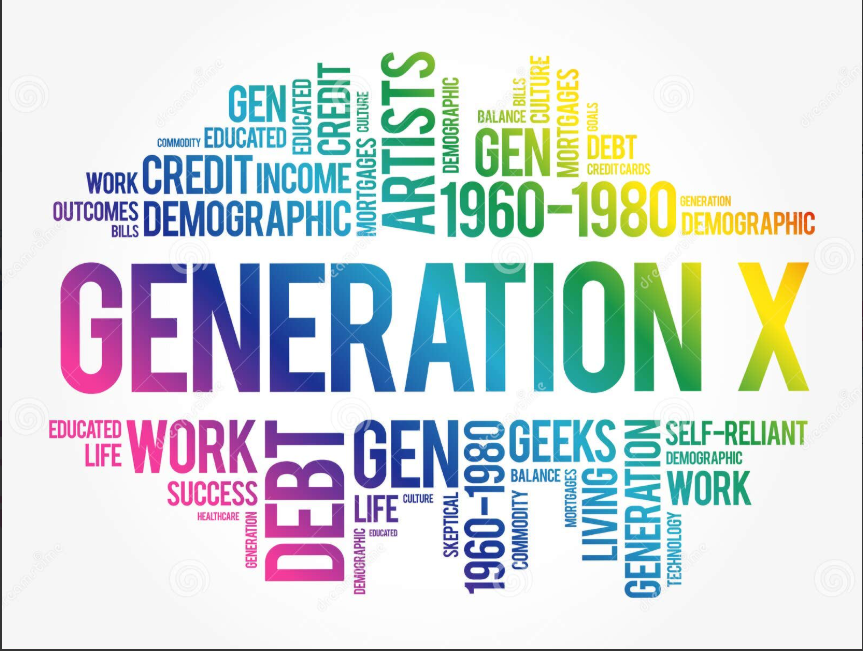 GEN
EDUCATED
CREDIT
CULTURE
ARTISTS
DEMOGRAPHIC
BALANCE
BILLS
CULTURE
MORTGAGES
GOALS
COMMODITY
EDUCATED
GEN
DEBT
CREDIT CARDS
WORK
CREDIT
INCOME
MORTGAGES
OUTCOMES
BILLS
DEMOGRAPHIC
1960-1980
GENERATION
DEMOGRAPHIC
GENERATION X
EDUCATED
LIFE
WORK
SUCCESS
HEALTHCARE
GENERATION
DEBT
GEN
LIFE
CULTURE
EDUCATED
DEMOGRAPHIC
SKEPTICAL
1960-1980
GEEKS
BALANCE
COMMODITY
MORTGAGES
LIVING
GENERATION
SELF-RELIANT
DEMOGRAPHIC
WORK
TECHNOLOGY